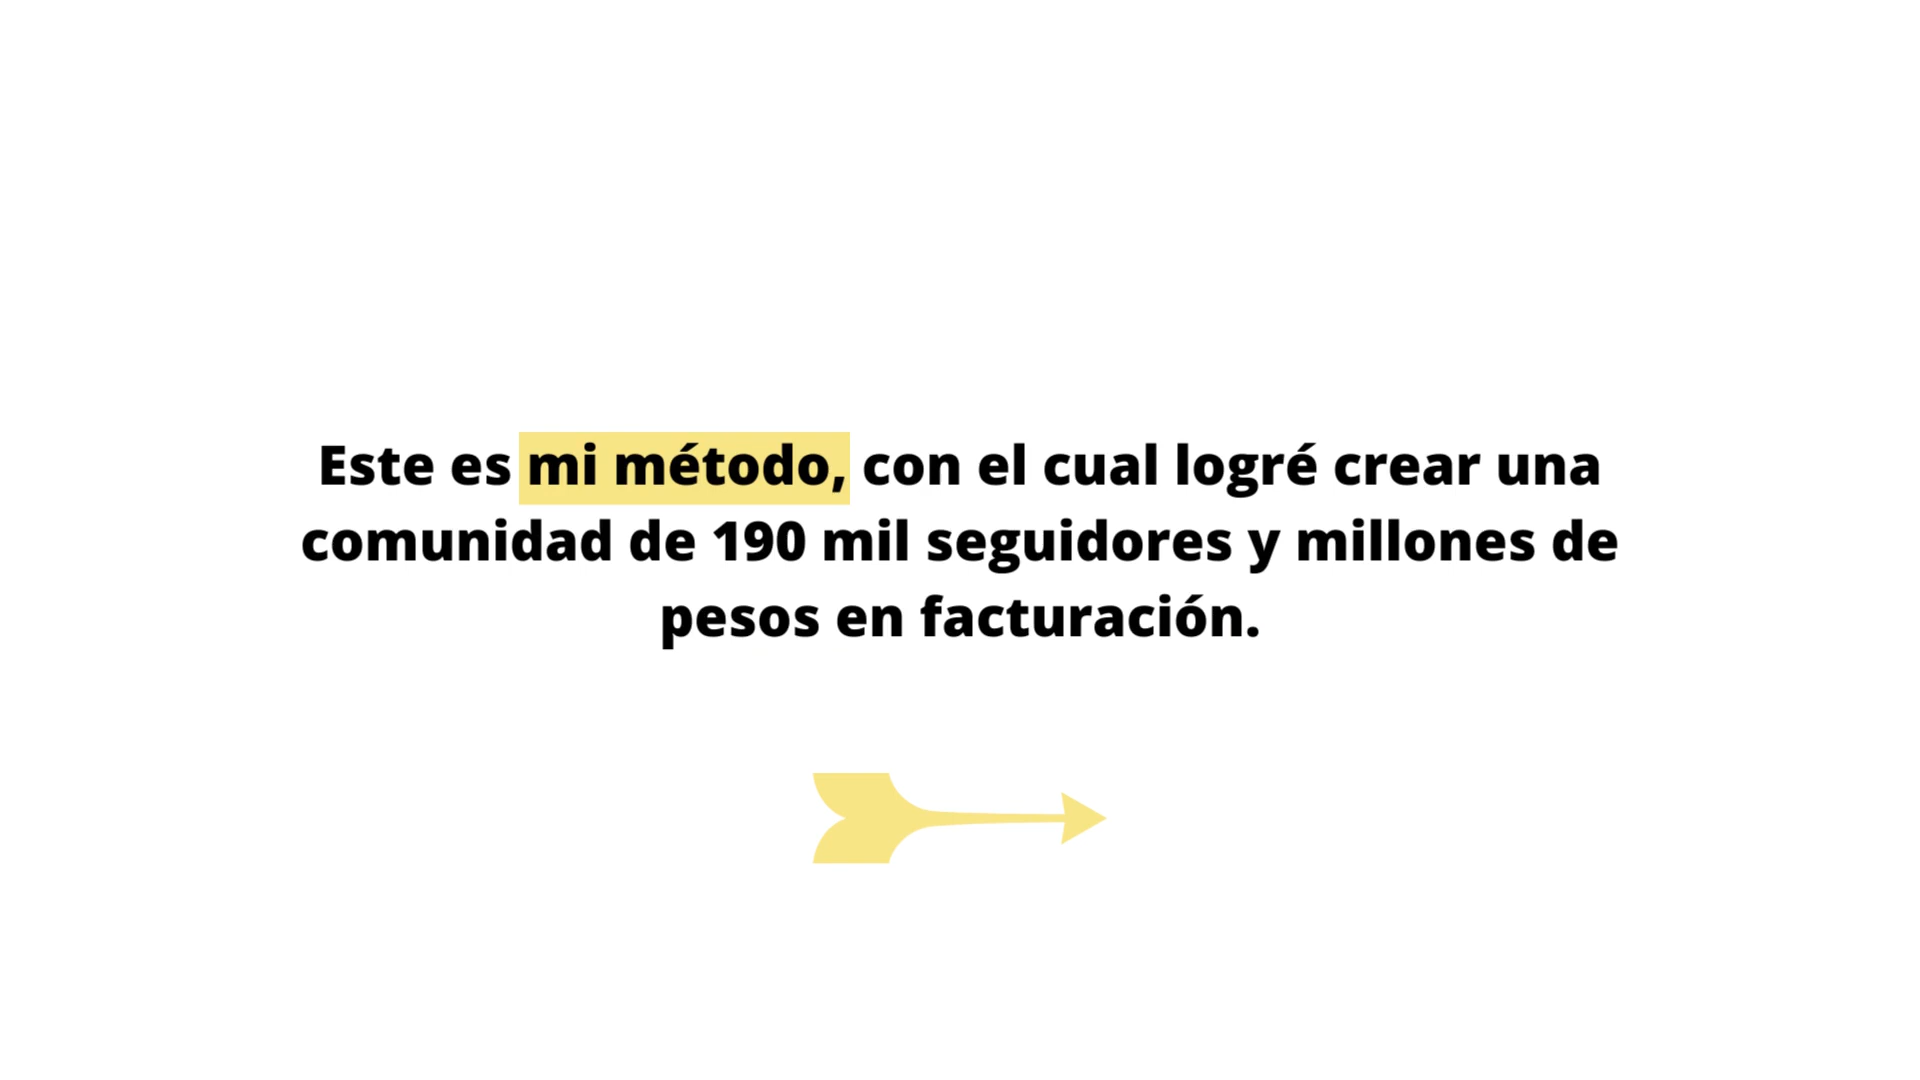 Este es mi método, con el cual logré crear una
comunidad de 190 mil seguidores y millones de
pesos en facturación.